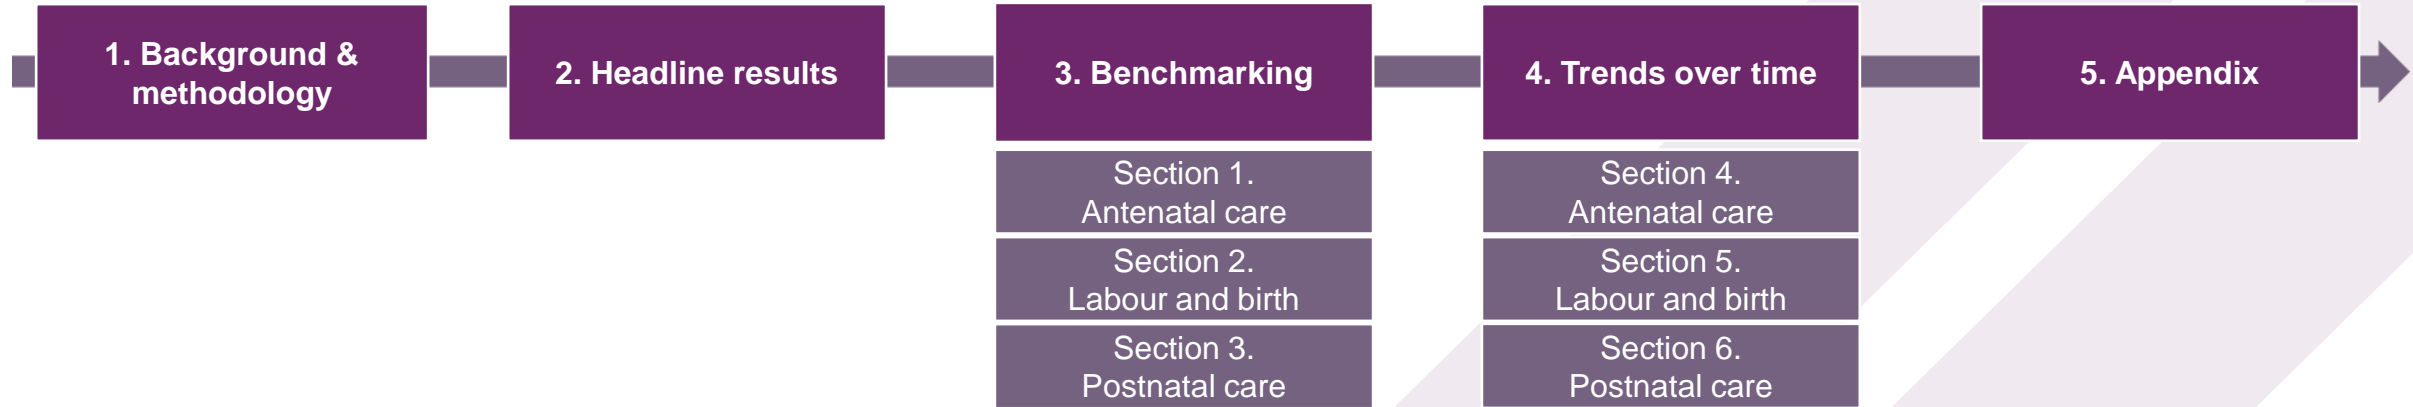 1. Background &
methodology
2. Headline results
3. Benchmarking
4. Trends over time
5. Appendix
Section 1.
Antenatal care
Section 2.
Labour and birth
Section 3.
Postnatal care
Section 4.
Antenatal care
Section 5.
Labour and birth
Section 6.
Postnatal care